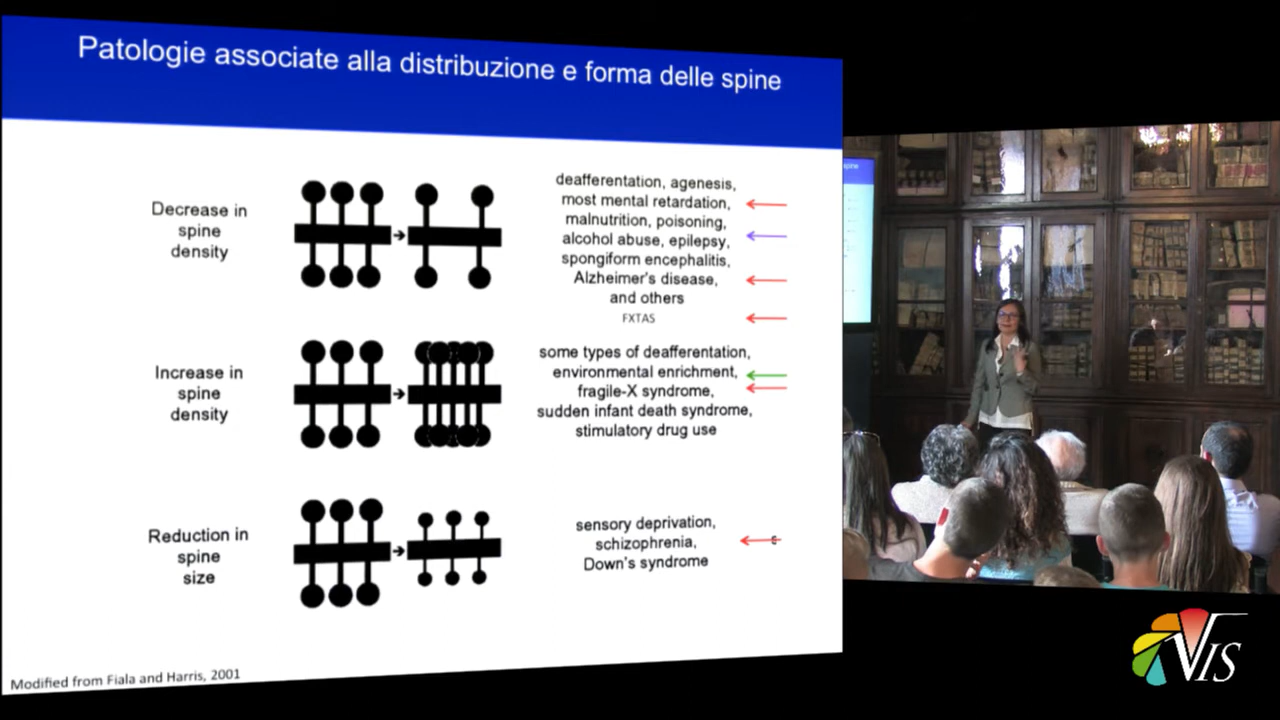 Patologie associate alla distribuzione e forma delle spine
Decrease in
spine
density
deafferentation, agenesis,
most mental retardation,
malnutrition, poisoning,
alcohol abuse, epilepsy,
spongiform encephalitis,
Alzheimer's disease,
and others
FXTAS
Increase in
spine
density
some types of deafferentation,
environmental enrichment,
fragile-X syndrome,
sudden infant death syndrome,
stimulatory drug use
Reduction in
spine
size
sensory deprivation,
schizophrenia,
Down's syndrome
Modified from Fiala and Harris, 2001
VIS